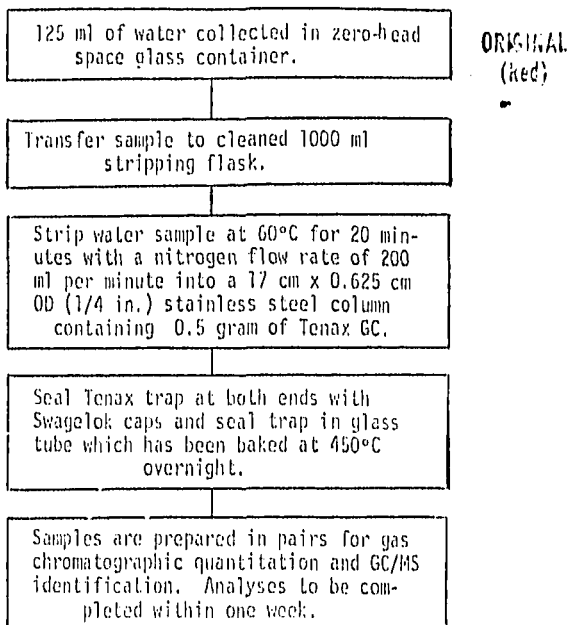 125 ml of water collected in zero-head
space glass container.
ORIGINAL
(Red)
Transfer sample to cleaned 1000 ml
stripping flask.
Strip water sample at 60°C for 20 min-
utes with a nitrogen flow rate of 200
ml per minute into a 17 cm x 0.625 cm
OD (1/4 in.) stainless steel column
containing 0.5 gram of Tenax GC.
Seal Tenax trap at both ends with
Swagelok caps and seal trap in glass
tube which has been baked at 450°C
overnight.
Samples are prepared in pairs for gas
chromatographic quantitation and GC/MS
identification. Analyses to be com-
pleted within one week.